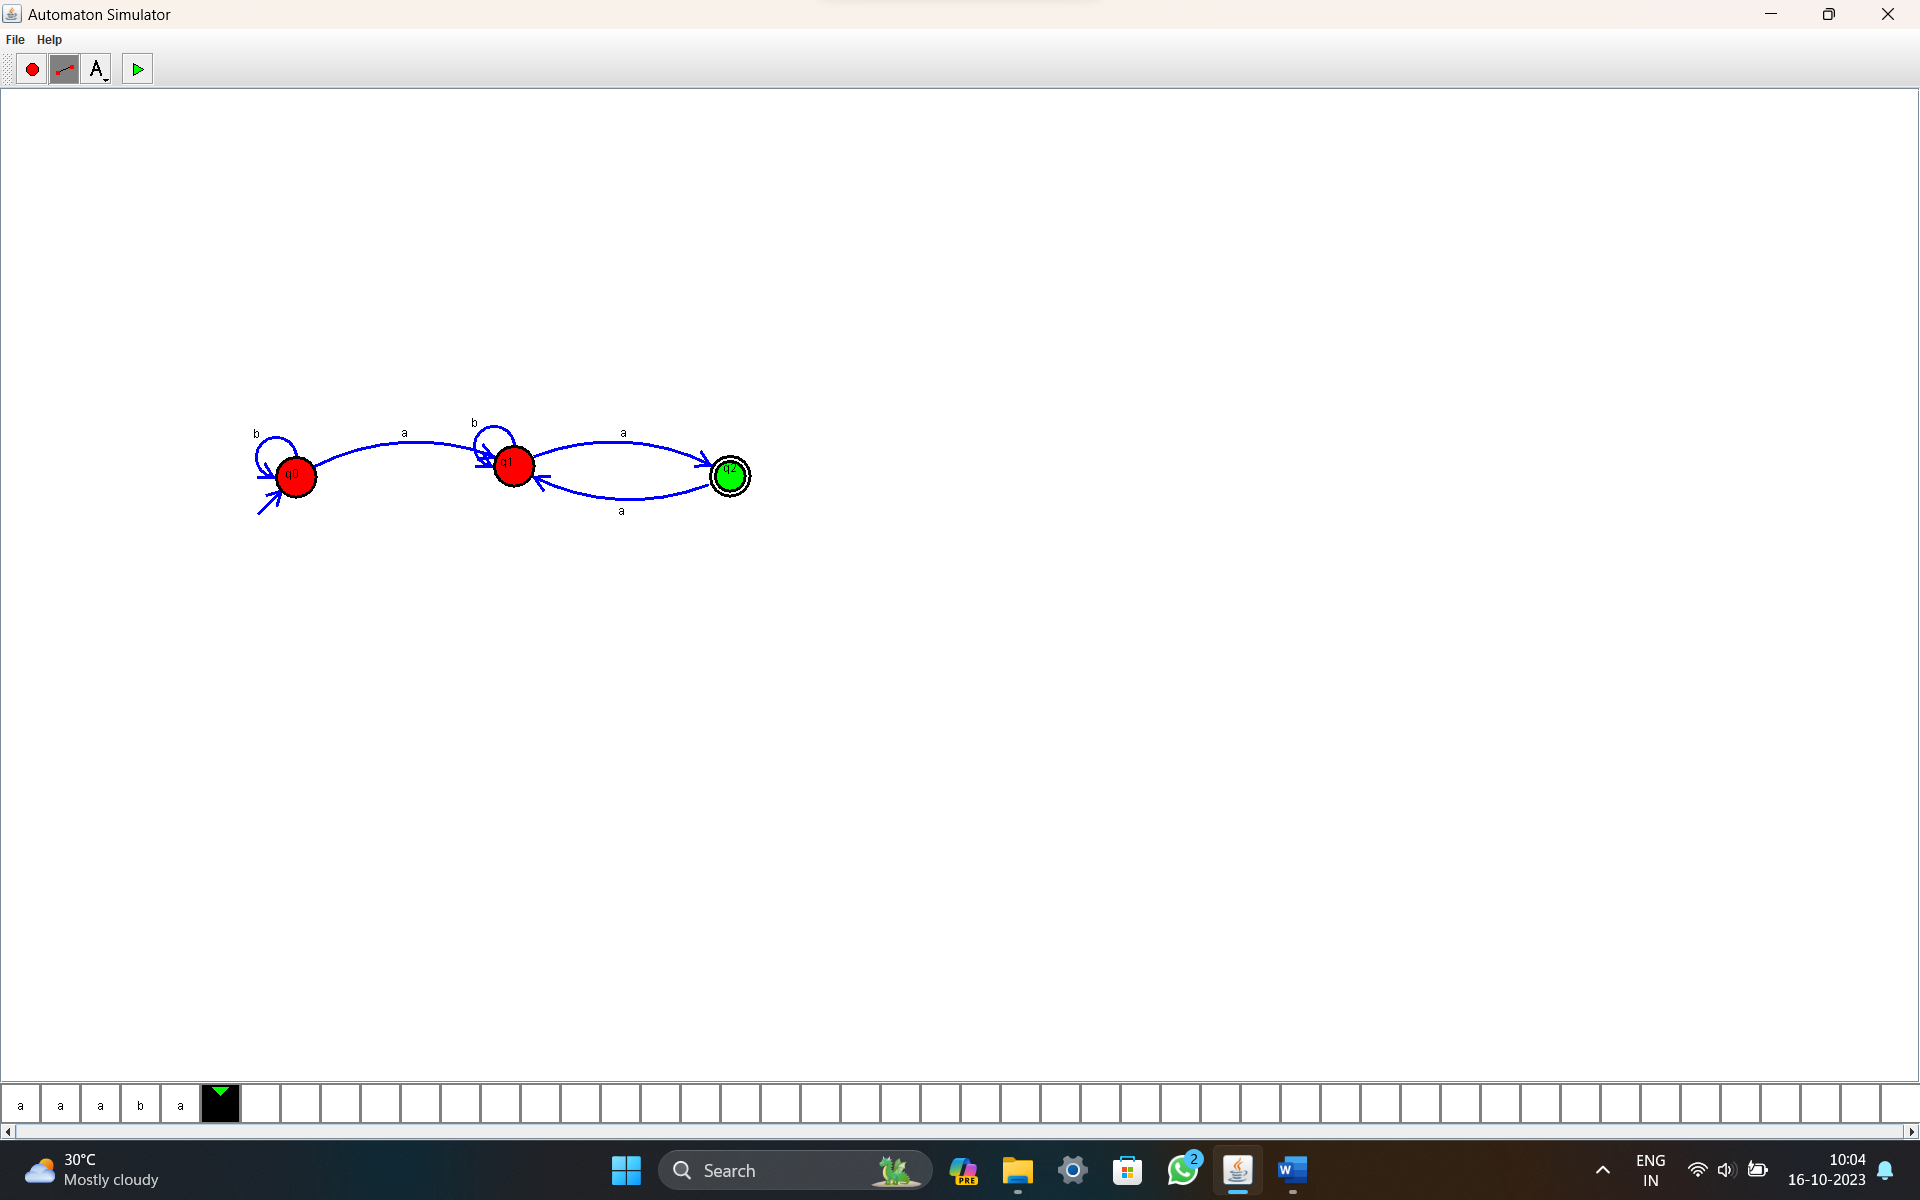 Automaton Simulator
File Help
A
b
a
b
a
q0
q1
q2
a
a a a b a
30°C
Mostly cloudy
Search
PRE
2
W
ENG
IN
10:04
16-10-2023